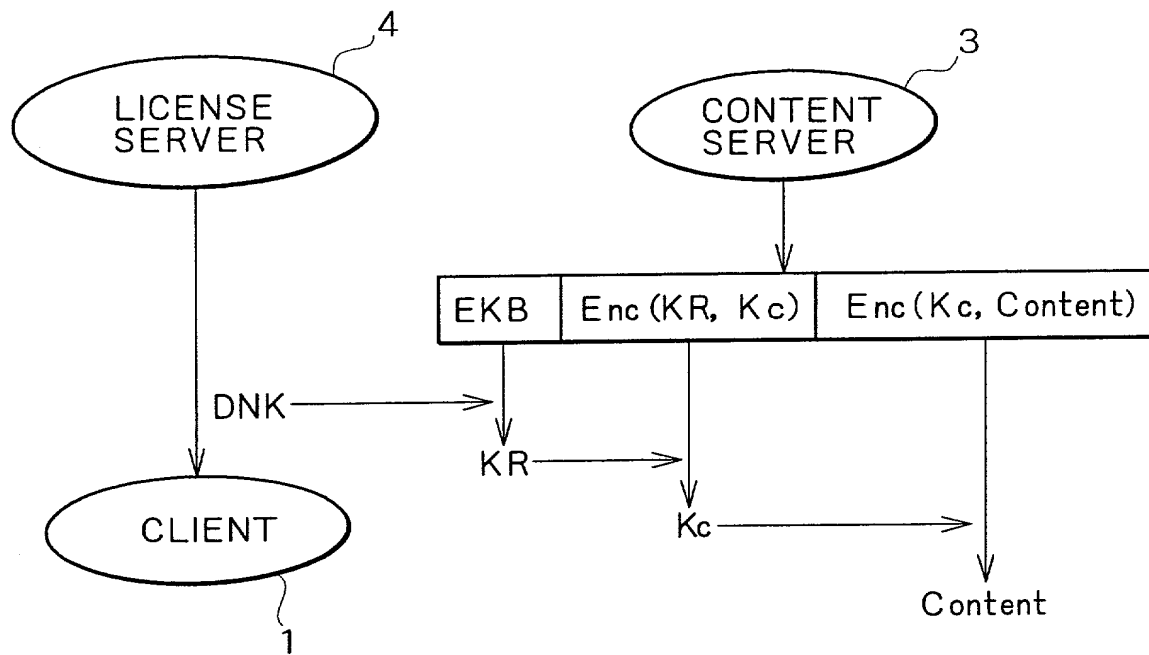 4
LICENSE
SERVER
3
CONTENT
SERVER
EKB
Enc(KR, Kc)
Enc(Kc, Content)
DNK
KR
Kc
CLIENT
Content
1